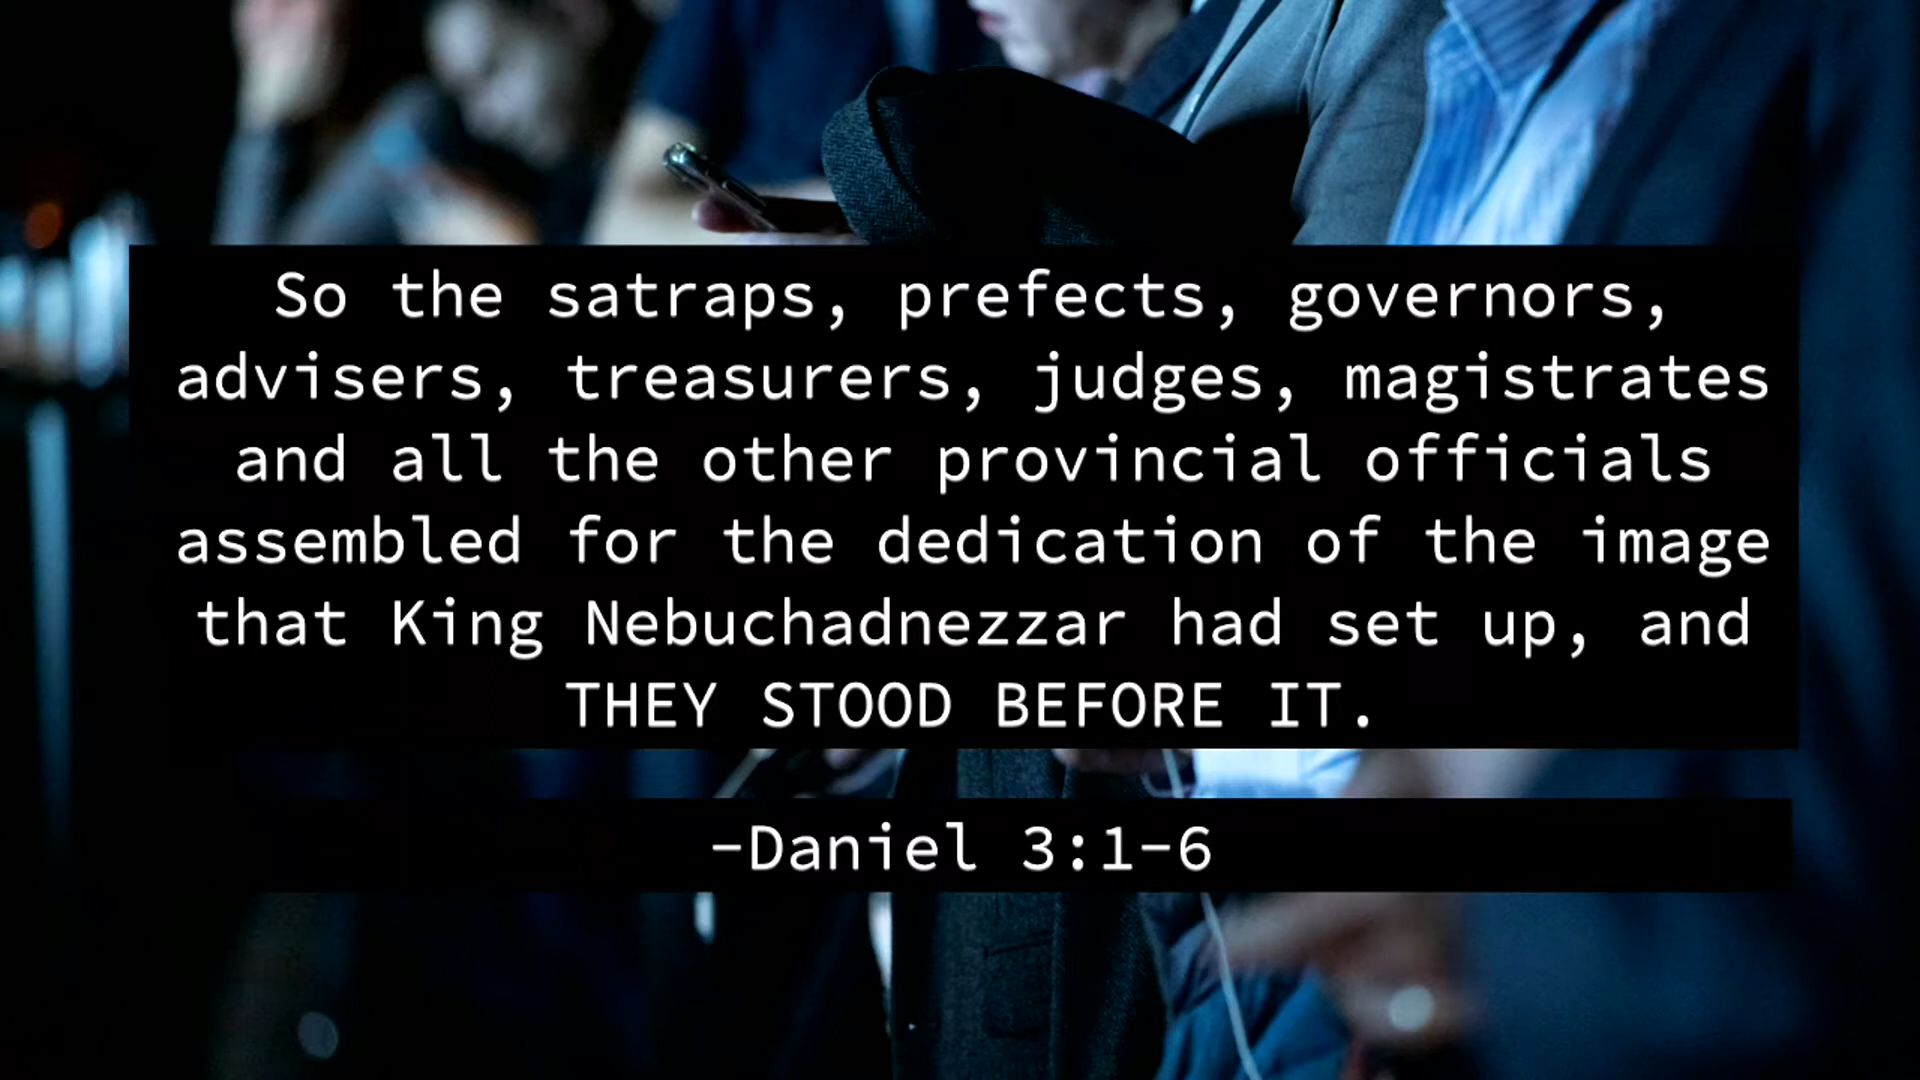 So the satraps, prefects, governors,
advisers, treasurers, judges, magistrates
and all the other provincial officials
assembled for the dedication of the image
that King Nebuchadnezzar had set up, and
THEY STOOD BEFORE IT.
-Daniel 3:1-6